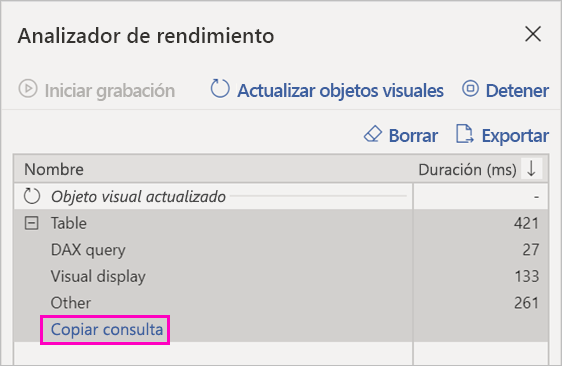 Analizador de rendimiento
Iniciar grabación Actualizar objetos visuales Detener
Borrar Exportar
Nombre Duración (ms)
Objeto visual actualizado -
Table 421
DAX query 27
Visual display 133
Other 261
Copiar consulta